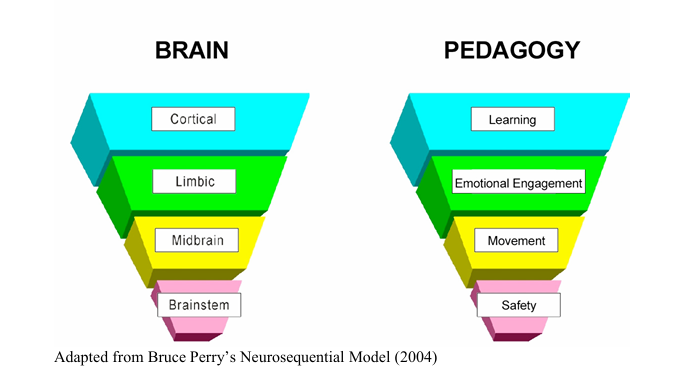 BRAIN
PEDAGOGY
Cortical
Learning
Limbic
Emotional Engagement
Midbrain
Movement
Brainstem
Safety
Adapted from Bruce Perry’s Neurosequential Model (2004)